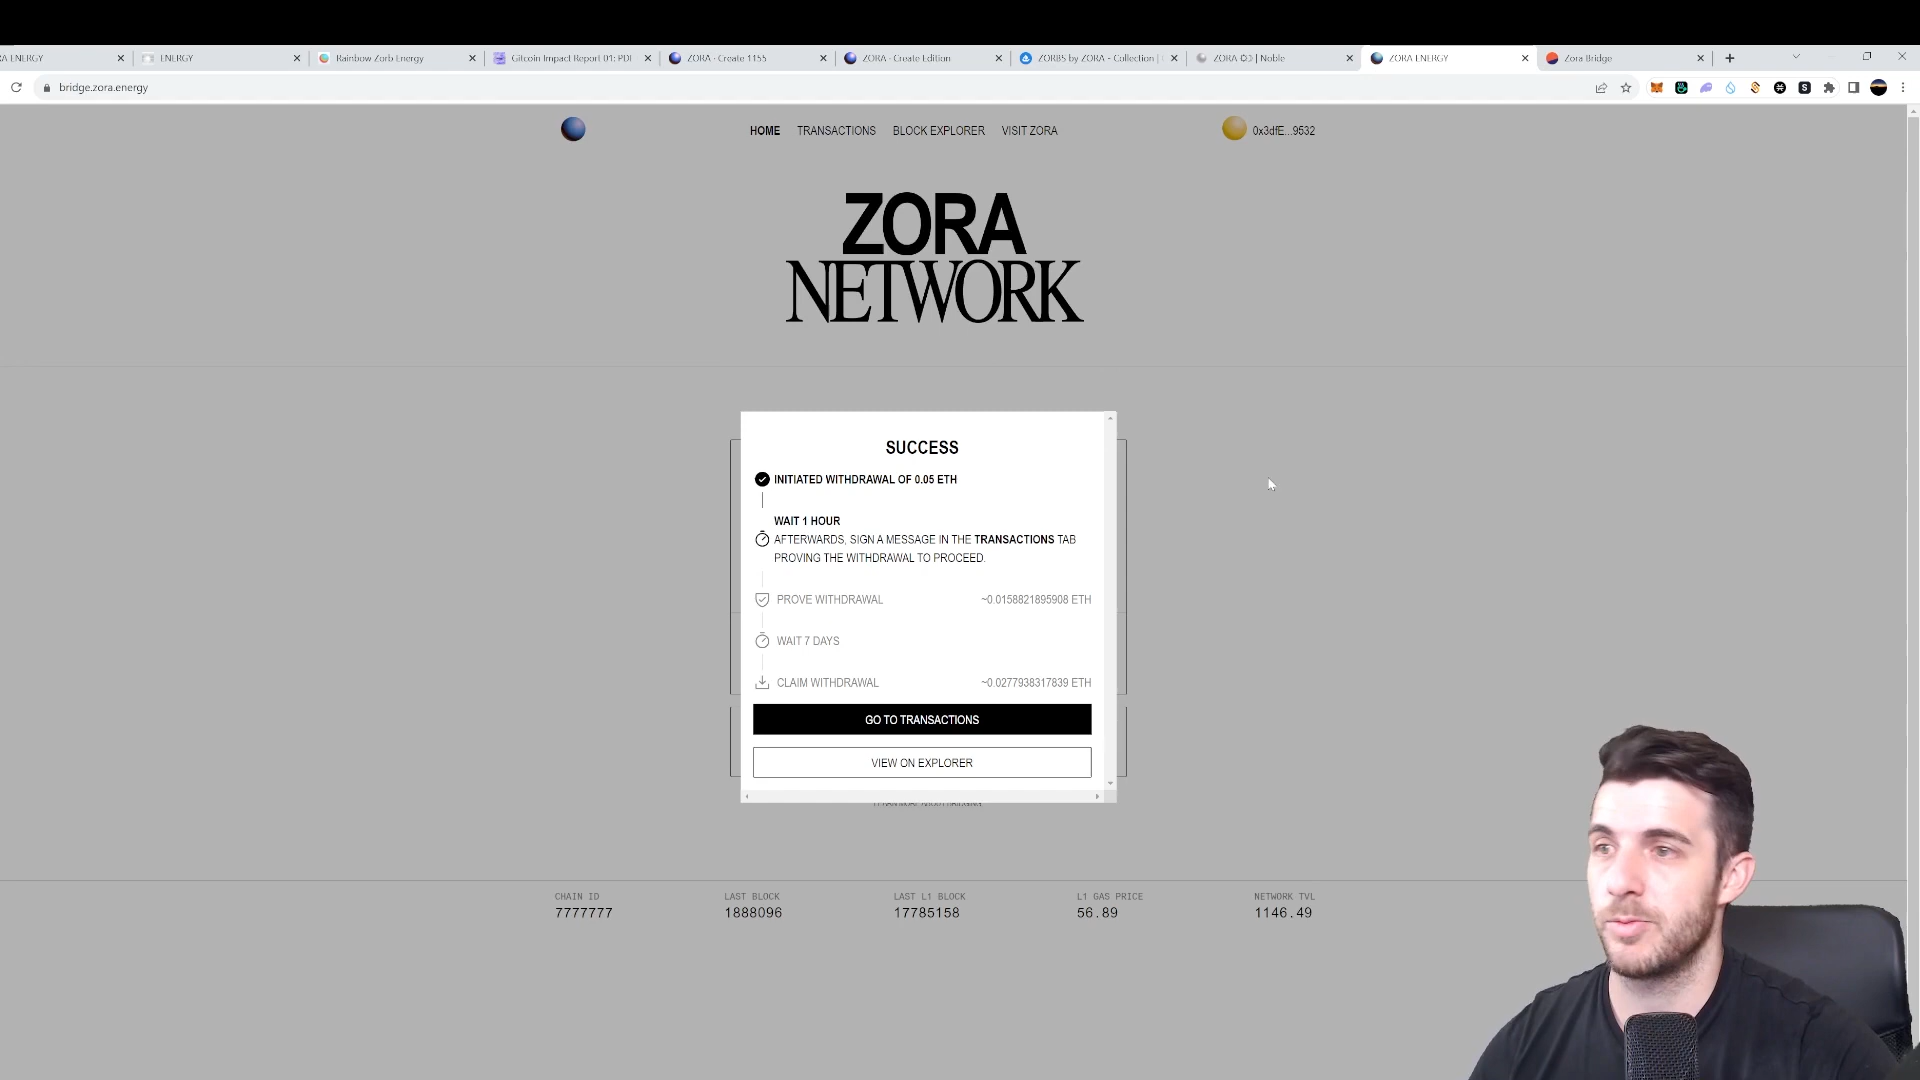 RA ENERGY
ENERGY
Rainbow Zorb Energy
Gitcoin Impact Report 01: PDF
ZORA · Create 1155
ZORA · Create Edition
ZORBS by ZORA - Collection |
ZORA | Noble
ZORA ENERGY
Zora Bridge
bridge.zora.energy
HOME
TRANSACTIONS
BLOCK EXPLORER
VISIT ZORA
0x3dfE...9532
ZORA
NETWORK
SUCCESS
INITIATED WITHDRAWAL OF 0.05 ETH
WAIT 1 HOUR
AFTERWARDS, SIGN A MESSAGE IN THE TRANSACTIONS TAB
PROVING THE WITHDRAWAL TO PROCEED.
PROVE WITHDRAWAL ~0.0158821895908 ETH
WAIT 7 DAYS
CLAIM WITHDRAWAL ~0.0277938317839 ETH
GO TO TRANSACTIONS
VIEW ON EXPLORER
CHAIN ID
7777777
LAST BLOCK
1888096
LAST L1 BLOCK
17785158
L1 GAS PRICE
56.89
NETWORK TVL
1146.49